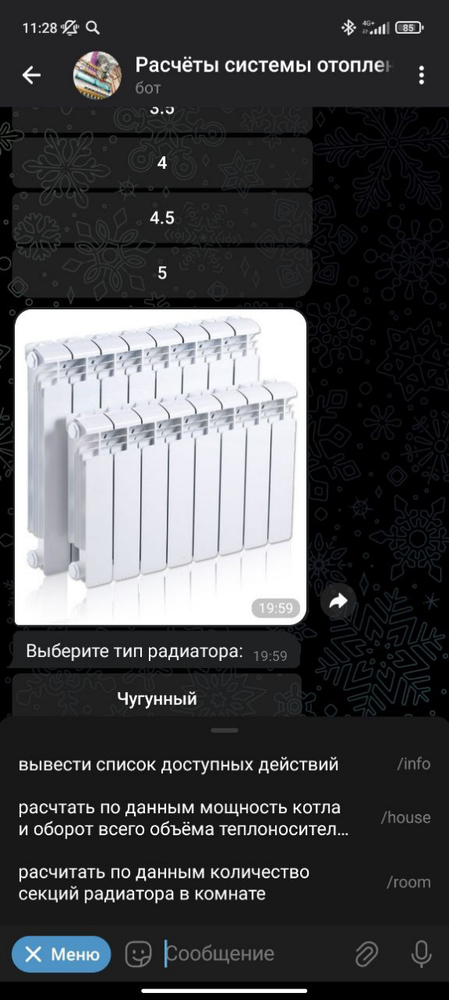 11:28
4G+
85
Расчёты системы отоплен
бот
3.5
4
4.5
5
19:59
Выберите тип радиатора: 19:59
Чугунный
вывести список доступных действий /info
расчтать по данным мощность котла
и оборот всего объёма теплоносител... /house
расчитать по данным количество
секций радиатора в комнате /room
Меню
Сообщение